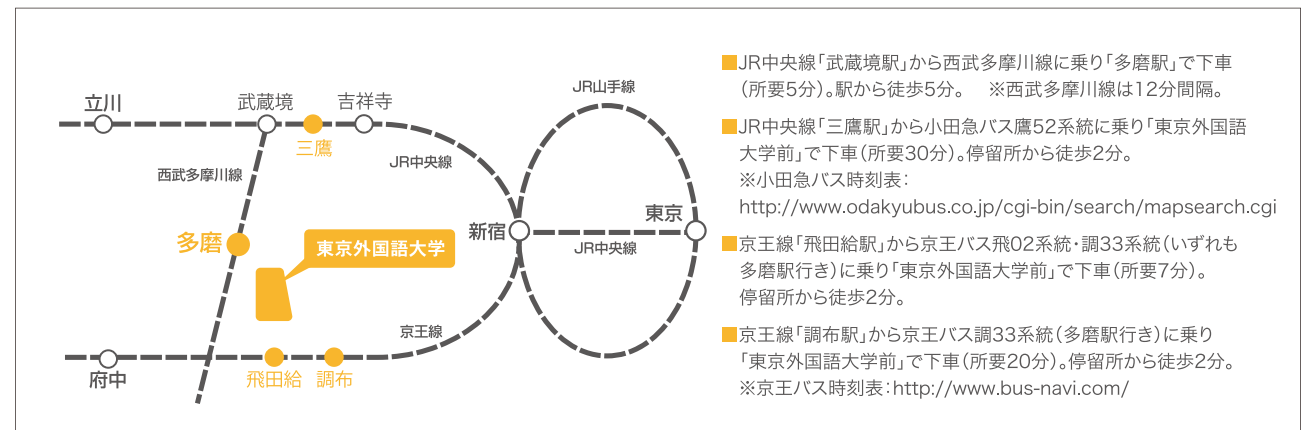 立川
武蔵境
吉祥寺
三鷹
西武多摩川線
JR中央線
JR山手線
多磨
東京外国語大学
新宿
東京
JR中央線
京王線
府中
飛田給
調布
■JR中央線「武蔵境駅」から西武多摩川線に乗り「多磨駅」で下車
(所要5分)。駅から徒歩5分。　※西武多摩川線は12分間隔。
■JR中央線「三鷹駅」から小田急バス鷹52系統に乗り「東京外国語
大学前」で下車(所要30分)。停留所から徒歩2分。
※小田急バス時刻表：
http://www.odakyubus.co.jp/cgi-bin/search/mapsearch.cgi
■京王線「飛田給駅」から京王バス飛02系統・調33系統(いずれも
多磨駅行き)に乗り「東京外国語大学前」で下車(所要7分)。
停留所から徒歩2分。
■京王線「調布駅」から京王バス調33系統(多磨駅行き)に乗り
「東京外国語大学前」で下車(所要20分)。停留所から徒歩2分。
※京王バス時刻表：http://www.bus-navi.com/